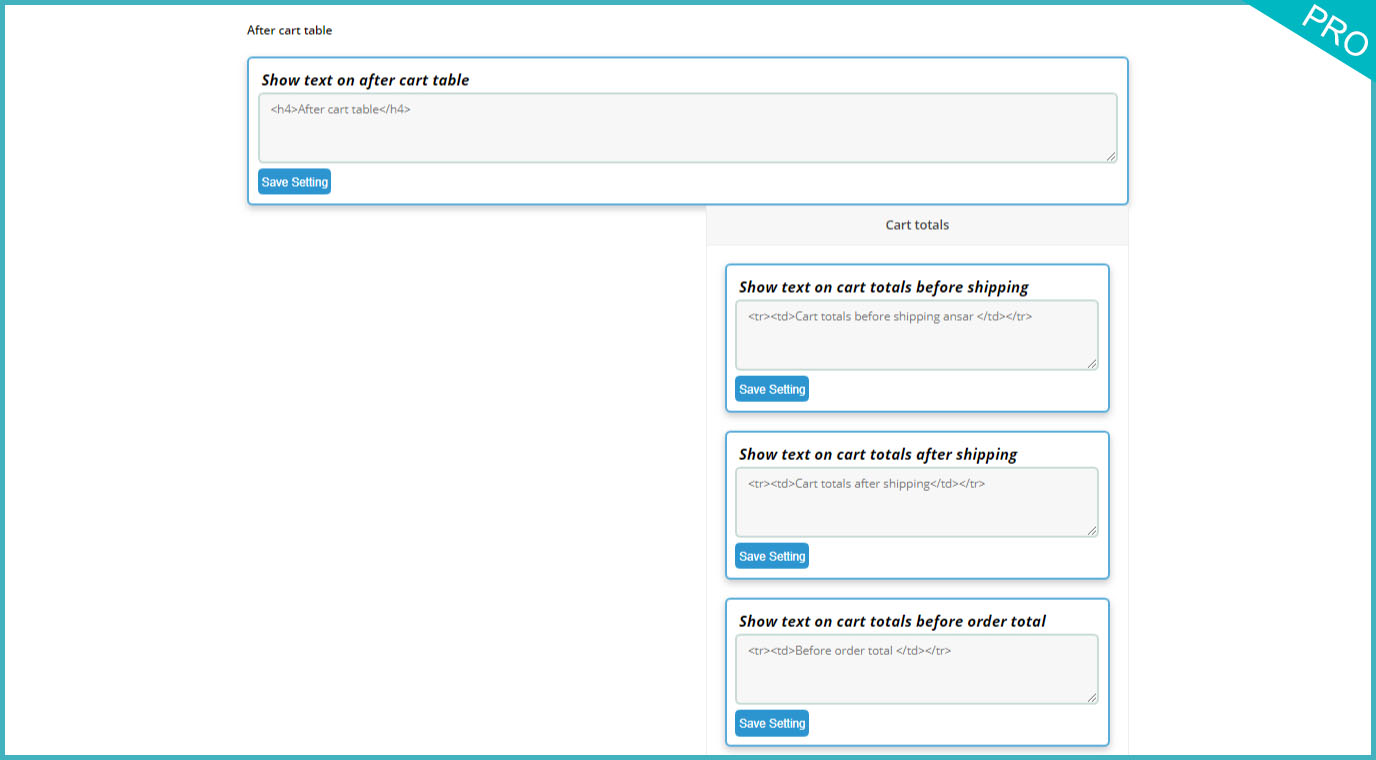 PRO
After cart table
Show text on after cart table
<h4>After cart table</h4>
Save Setting
Cart totals
Show text on cart totals before shipping
<tr><td>Cart totals before shipping ansar </td></tr>
Save Setting
Show text on cart totals after shipping
<tr><td>Cart totals after shipping</td></tr>
Save Setting
Show text on cart totals before order total
<tr><td>Before order total </td></tr>
Save Setting